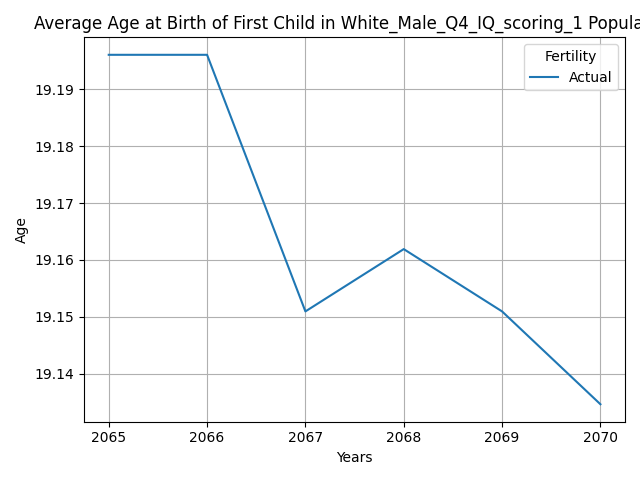 Average Age at Birth of First Child in White_Male_Q4_IQ_scoring_1 Popula
Fertility
Actual
19.19
19.18
19.17
19.16
19.15
19.14
Age
2065 2066 2067 2068 2069 2070
Years